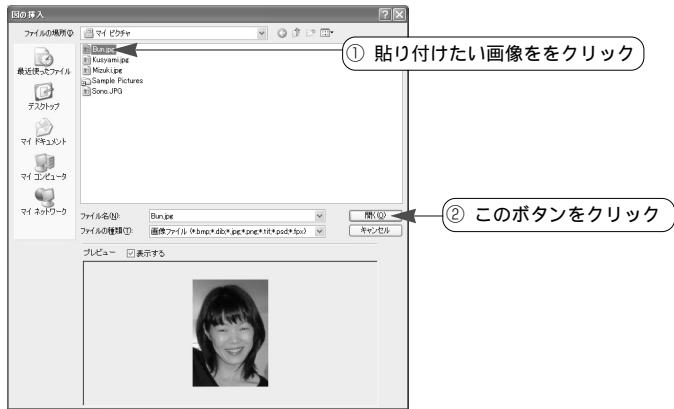 図の挿入
ファイルの場所(I):
マイ ピクチャ
最近使ったファイル
デスクトップ
マイ ドキュメント
マイ コンピュータ
マイ ネットワーク
Bun.jpg
Kusyami.jpg
Mizuki.jpg
Sample Pictures
Sono.JPG
① 貼り付けたい画像ををクリック
ファイル名(N):
Bun.jpg
開く(O)
② このボタンをクリック
ファイルの種類(T):
画像ファイル (*.bmp;*.dib;*.jpg;*.png;*.tif;*.psd;*.fpx)
キャンセル
プレビュー
表示する